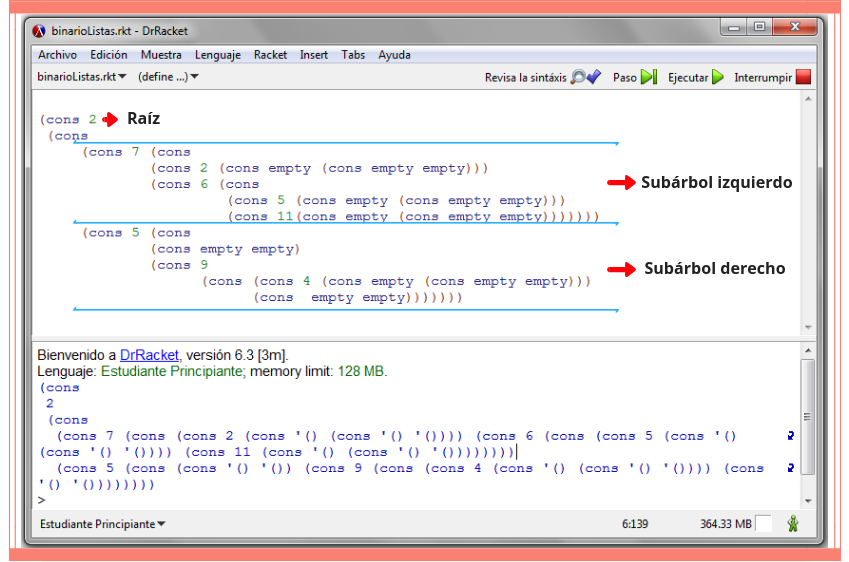 binarioListas.rkt - DrRacket
Archivo Edición Muestra Lenguaje Racket Insert Tabs Ayuda
binarioListas.rkt (define ...) Revisa la sintáxis Paso Ejecutar Interrumpir
(cons 2 Raíz
(cons
(cons 7 (cons
(cons 2 (cons empty (cons empty empty)))
(cons 6 (cons Subárbol izquierdo
(cons 5 (cons empty (cons empty empty)))
(cons 11(cons empty (cons empty empty)))))))
(cons 5 (cons
(cons empty empty)
(cons 9 Subárbol derecho
(cons (cons 4 (cons empty (cons empty empty)))
(cons empty empty)))))))
Bienvenido a DrRacket, versión 6.3 [3m].
Lenguaje: Estudiante Principiante; memory limit: 128 MB.
(cons
2
(cons
(cons 7 (cons (cons 2 (cons '() (cons '() '()))) (cons 6 (cons (cons 5 (cons '()
(cons '() '()))) (cons 11 (cons '() (cons '() '()))))))))
(cons 5 (cons (cons '() '()) (cons 9 (cons (cons 4 (cons '() (cons '() '()))) (cons
'() '()))))))))
>
Estudiante Principiante 6:139 364.33 MB